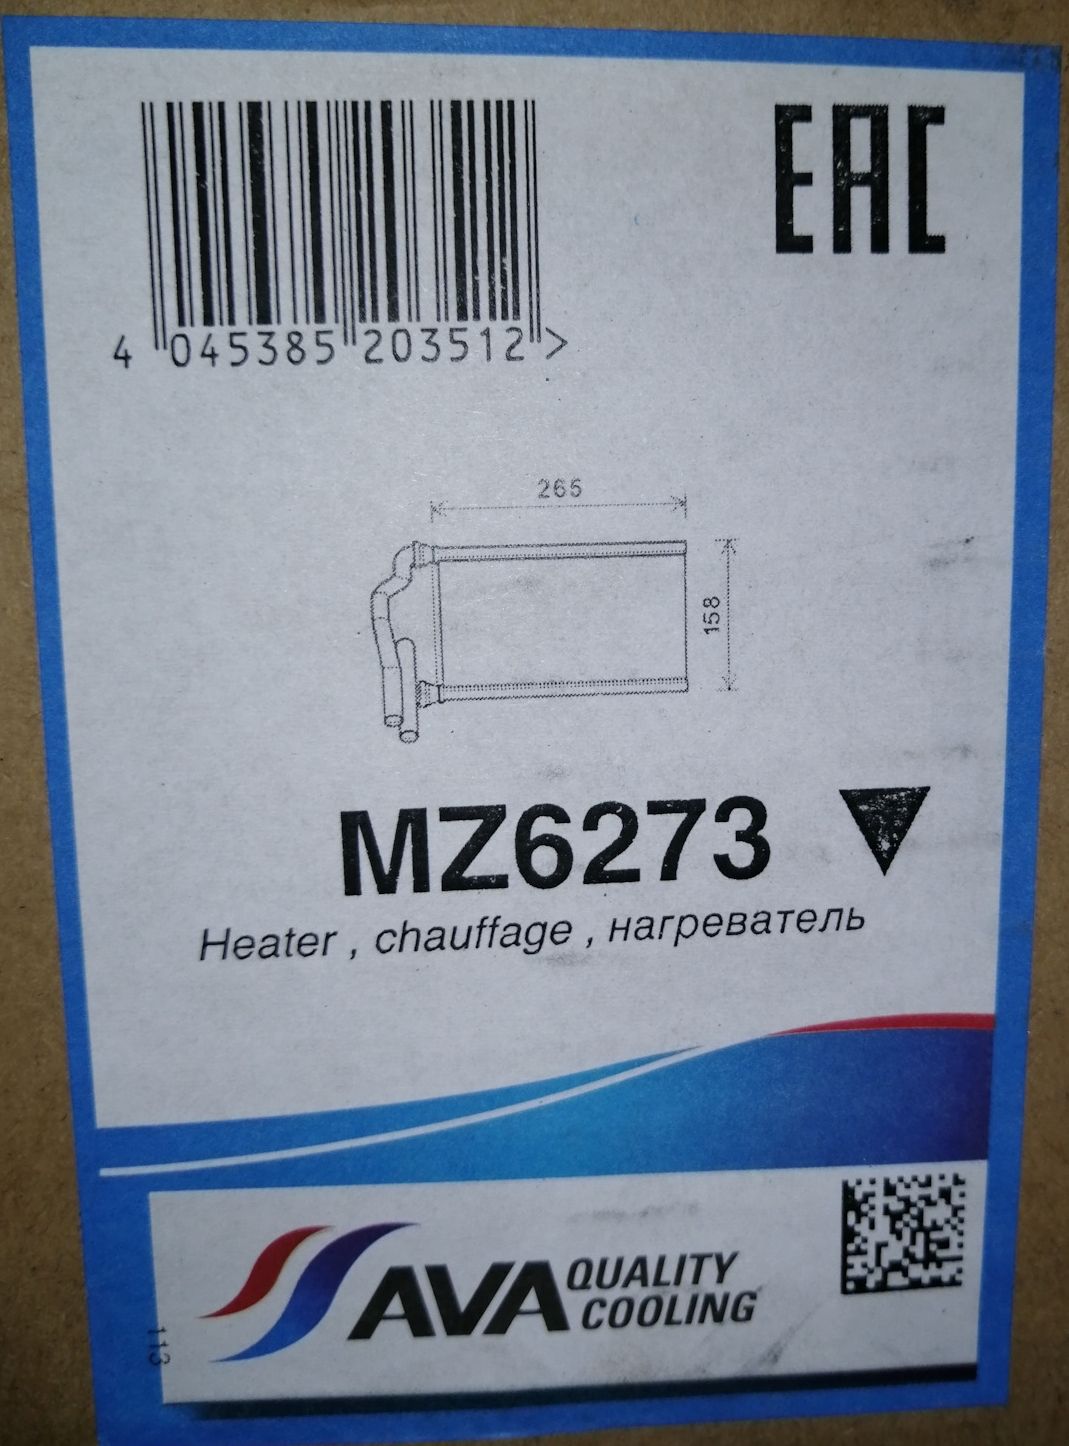 EAC
4 045385 203512 >
265
158
MZ6273
Heater , chauffage , нагреватель
AVA QUALITY
COOLING
113